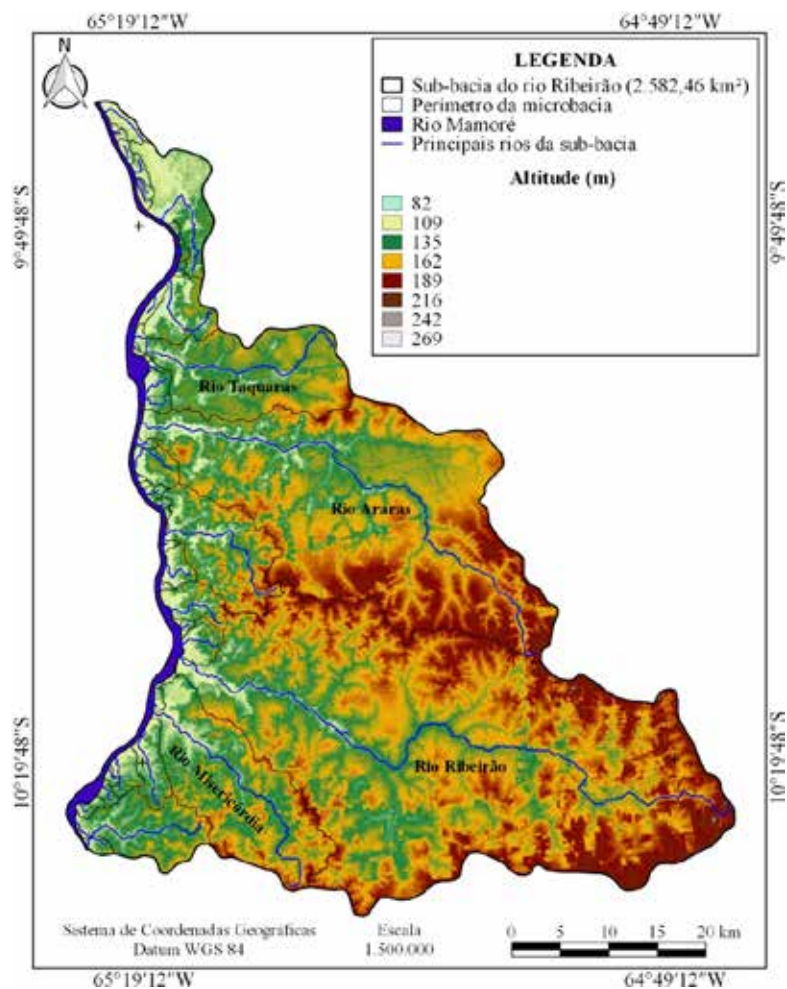 65°19'12"W 64°49'12"W
N
LEGENDA
Sub-bacia do rio Ribeirão (2.582,46 km²)
Perímetro da microbacia
Rio Mamoré
Principais rios da sub-bacia
Altitude (m)
82
109
135
162
189
216
242
269
9°49'48"S 9°49'48"S
Rio Taquaras
Rio Araras
10°19'48"S 10°19'48"S
Rio Misericórdia
Rio Ribeirão
Sistema de Coordenadas Geográficas
Datum WGS 84
Escala
1.500.000
0 5 10 15 20 km
65°19'12"W 64°49'12"W